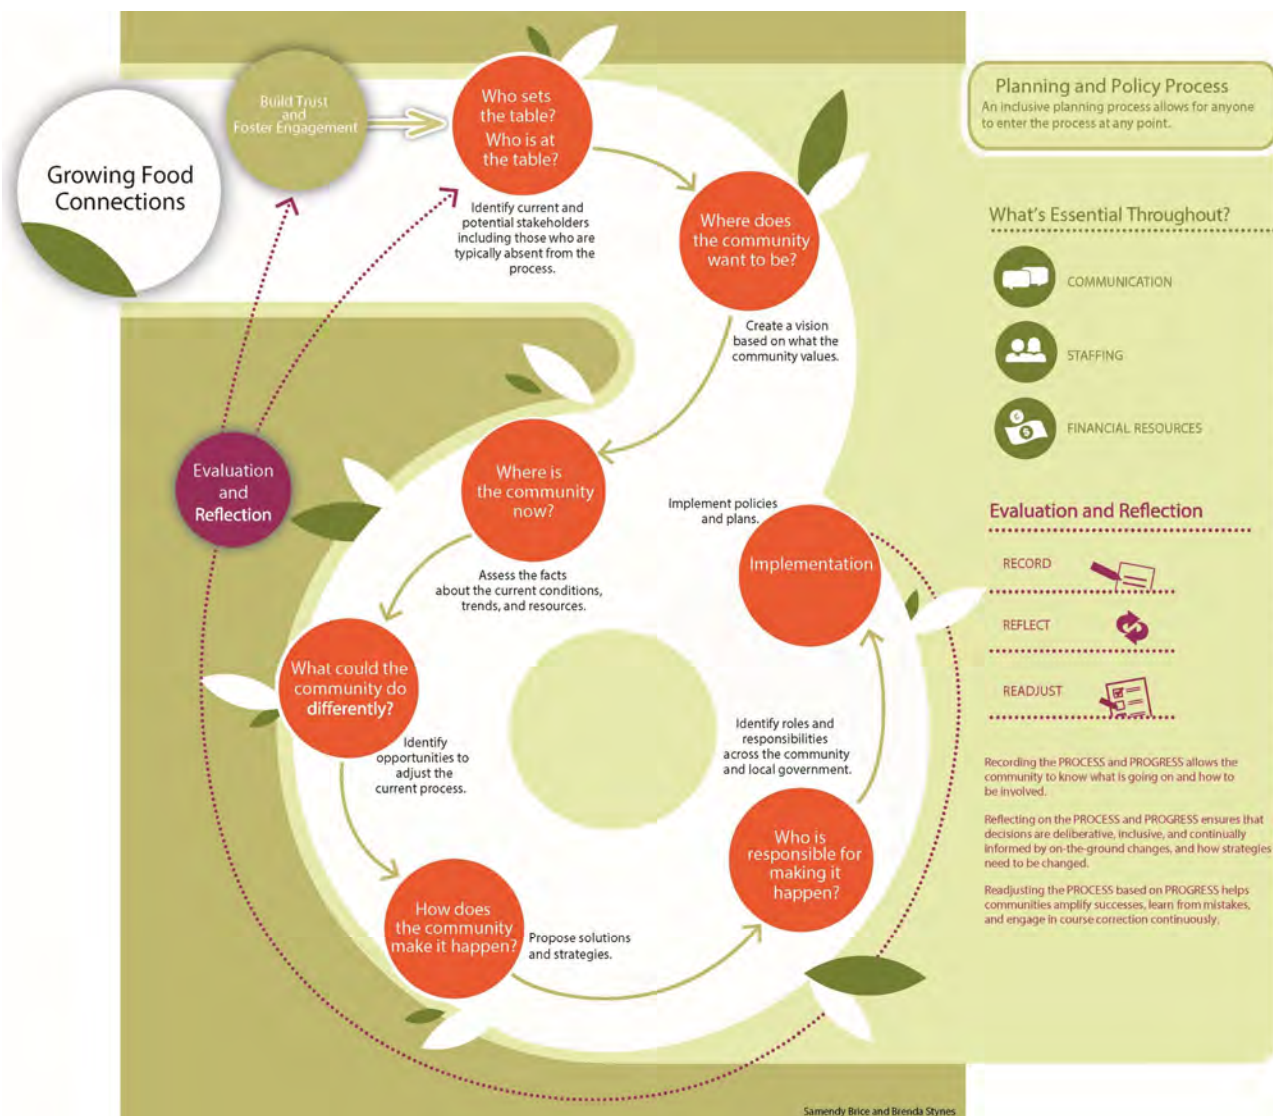 Growing Food
Connections
Build Trust
and
Foster Engagement
Who sets
the table?
Who is at
the table?
Identify current and
potential stakeholders
including those who are
typically absent from the
process.
Where does
the community
want to be?
Create a vision
based on what the
community values.
Where is
the community
now?
Assess the facts
about the current conditions,
trends, and resources.
What could the
community do
differently?
Identify
opportunities to
adjust the
current process.
How does
the community
make it happen?
Propose solutions
and strategies.
Who is
responsible for
making it
happen?
Identify roles and
responsibilities
across the community
and local government.
Implementation
Implement policies
and plans.
Evaluation
and
Reflection
Planning and Policy Process
An inclusive planning process allows for anyone
to enter the process at any point.
What's Essential Throughout?
COMMUNICATION
STAFFING
FINANCIAL RESOURCES
Evaluation and Reflection
RECORD
REFLECT
READJUST
Recording the PROCESS and PROGRESS allows the
community to know what is going on and how to
be involved.
Reflecting on the PROCESS and PROGRESS ensures that
decisions are deliberative, inclusive, and continually
informed by on-the-ground changes, and how strategies
need to be changed.
Readjusting the PROCESS based on PROGRESS helps
communities amplify successes, learn from mistakes,
and engage in course correction continuously.
Samendy Brice and Brenda Stynes